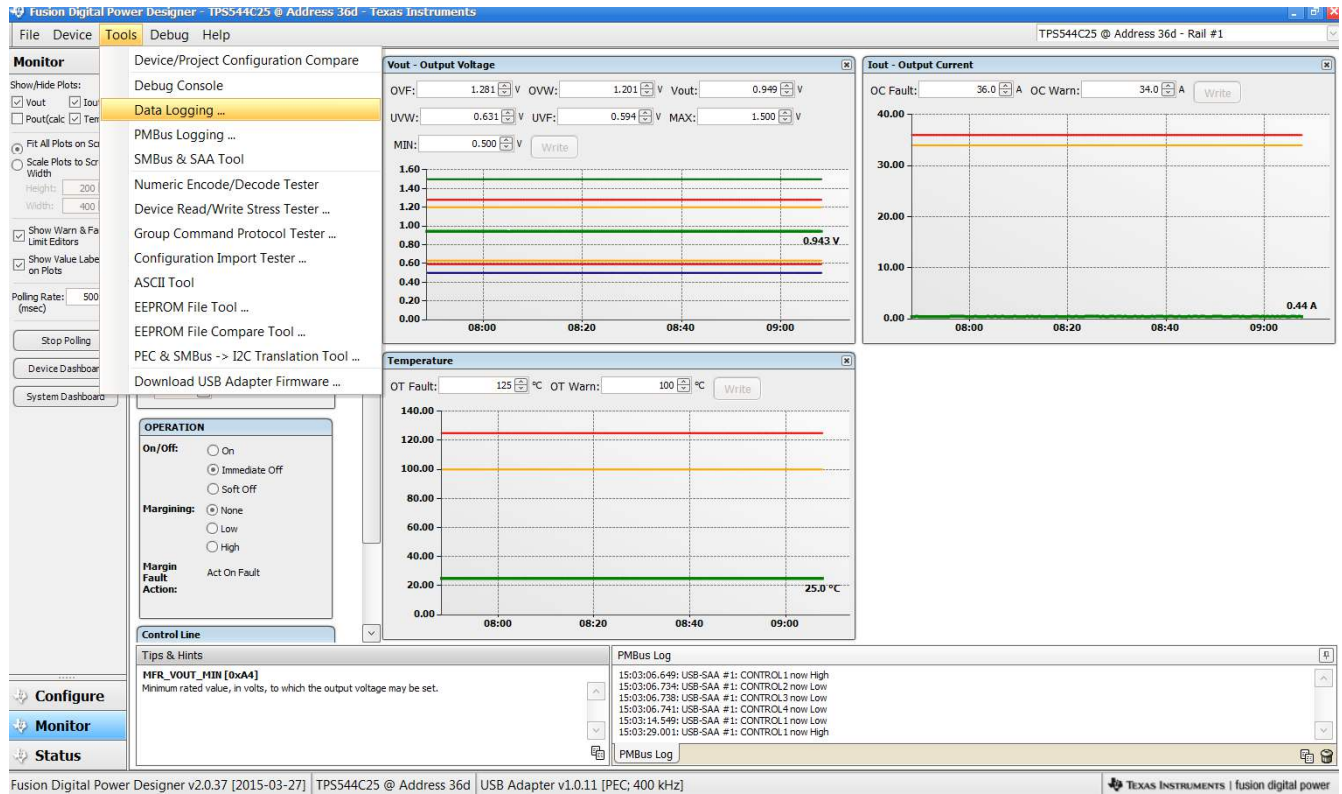 Fusion Digital Power Designer - TPS544C25 @ Address 36d - Texas Instruments
File Device Tools Debug Help
TPS544C25 @ Address 36d - Rail #1
Monitor
Show/Hide Plots:
Vout
Pout(calc
Fit All Plots on
Scale Plots to
Width
Height: 200
Width: 400
Show Warn &
Limit Editors
Show Value
on Plots
Polling Rate: 500
(msec)
Stop Polling
Device
System Dashboard
Device/Project Configuration Compare
Debug Console
Data Logging ...
PMBus Logging ...
SMBus & SAA Tool
Numeric Encode/Decode Tester
Device Read/Write Stress Tester ...
Group Command Protocol Tester ...
Configuration Import Tester ...
ASCII Tool
EEPROM File Tool ...
EEPROM File Compare Tool ...
PEC & SMBus -> I2C Translation Tool ...
Download USB Adapter Firmware ...
OPERATION
On/Off: On
Immediate Off
Soft Off
Margining: None
Low
High
Margin
Fault
Action:
Act On Fault
Control Line
Vout - Output Voltage
OVF: 1.281 V OVW: 1.201 V Vout: 0.949 V
UVW: 0.631 V UVF: 0.594 V MAX: 1.500 V
MIN: 0.500 V Write
1.60
1.40
1.20
1.00
0.80
0.60
0.40
0.20
0.00
0.943 V
08:00 08:20 08:40 09:00
Iout - Output Current
OC Fault: 36.0 A OC Warn: 34.0 A Write
40.00
30.00
20.00
10.00
0.00
0.44 A
08:00 08:20 08:40 09:00
Temperature
OT Fault: 125 ºC OT Warn: 100 ºC Write
140.00
120.00
100.00
80.00
60.00
40.00
20.00
0.00
25.0 ºC
08:00 08:20 08:40 09:00
Tips & Hints
MFR_VOUT_MIN [0xA4]
Minimum rated value, in volts, to which the output voltage may be set.
PMBus Log
15:03:06.649: USB-SAA #1: CONTROL1 now High
15:03:06.734: USB-SAA #1: CONTROL2 now Low
15:03:06.738: USB-SAA #1: CONTROL3 now Low
15:03:06.741: USB-SAA #1: CONTROL4 now Low
15:03:14.549: USB-SAA #1: CONTROL1 now Low
15:03:29.001: USB-SAA #1: CONTROL1 now High
PMBus Log
Configure
Monitor
Status
Fusion Digital Power Designer v2.0.37 [2015-03-27] TPS544C25 @ Address 36d USB Adapter v1.0.11 [PEC; 400 kHz]
TEXAS INSTRUMENTS | fusion digital power